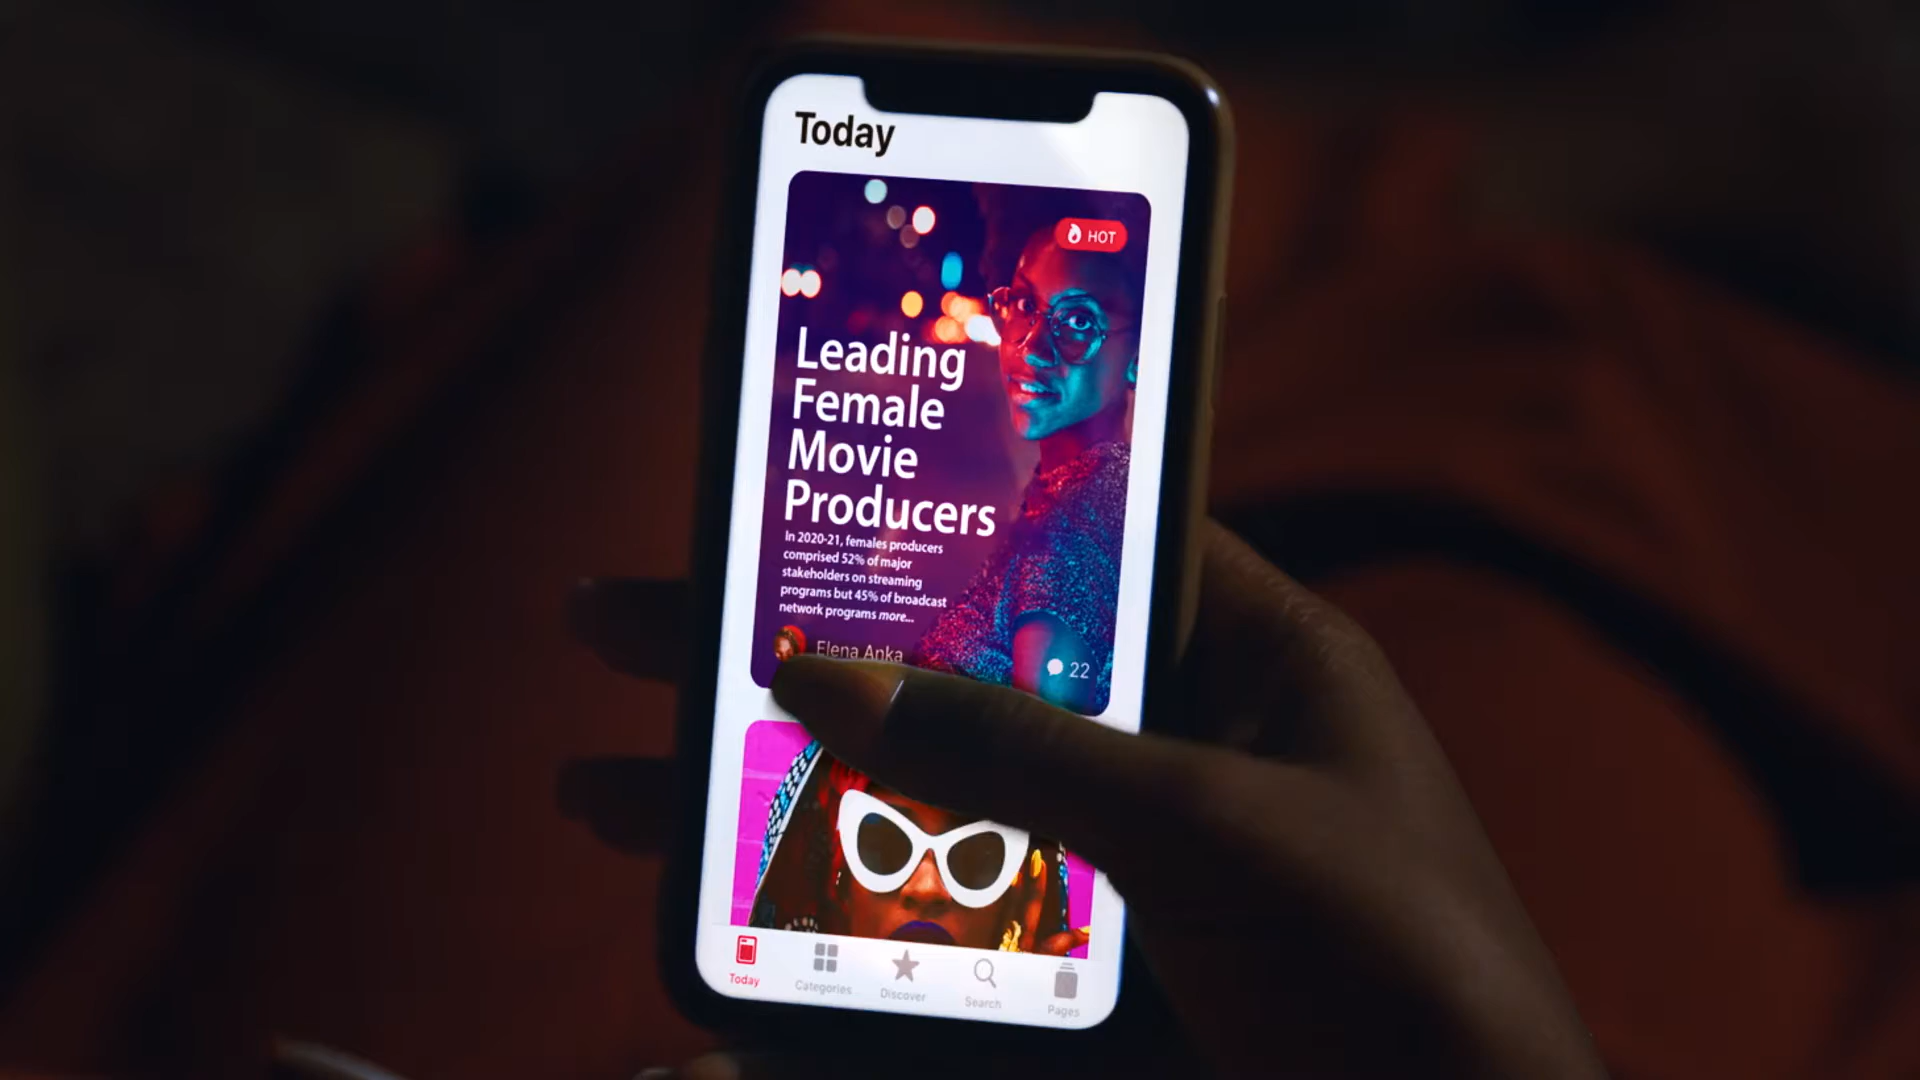 Today
HOT
Leading
Female
Movie
Producers
In 2020-21, females producers
comprised 52% of major
stakeholders on streaming
programs but 45% of broadcast
network programs more...
Elena Anka
22
Today
Categories
Discover
Search
Pages